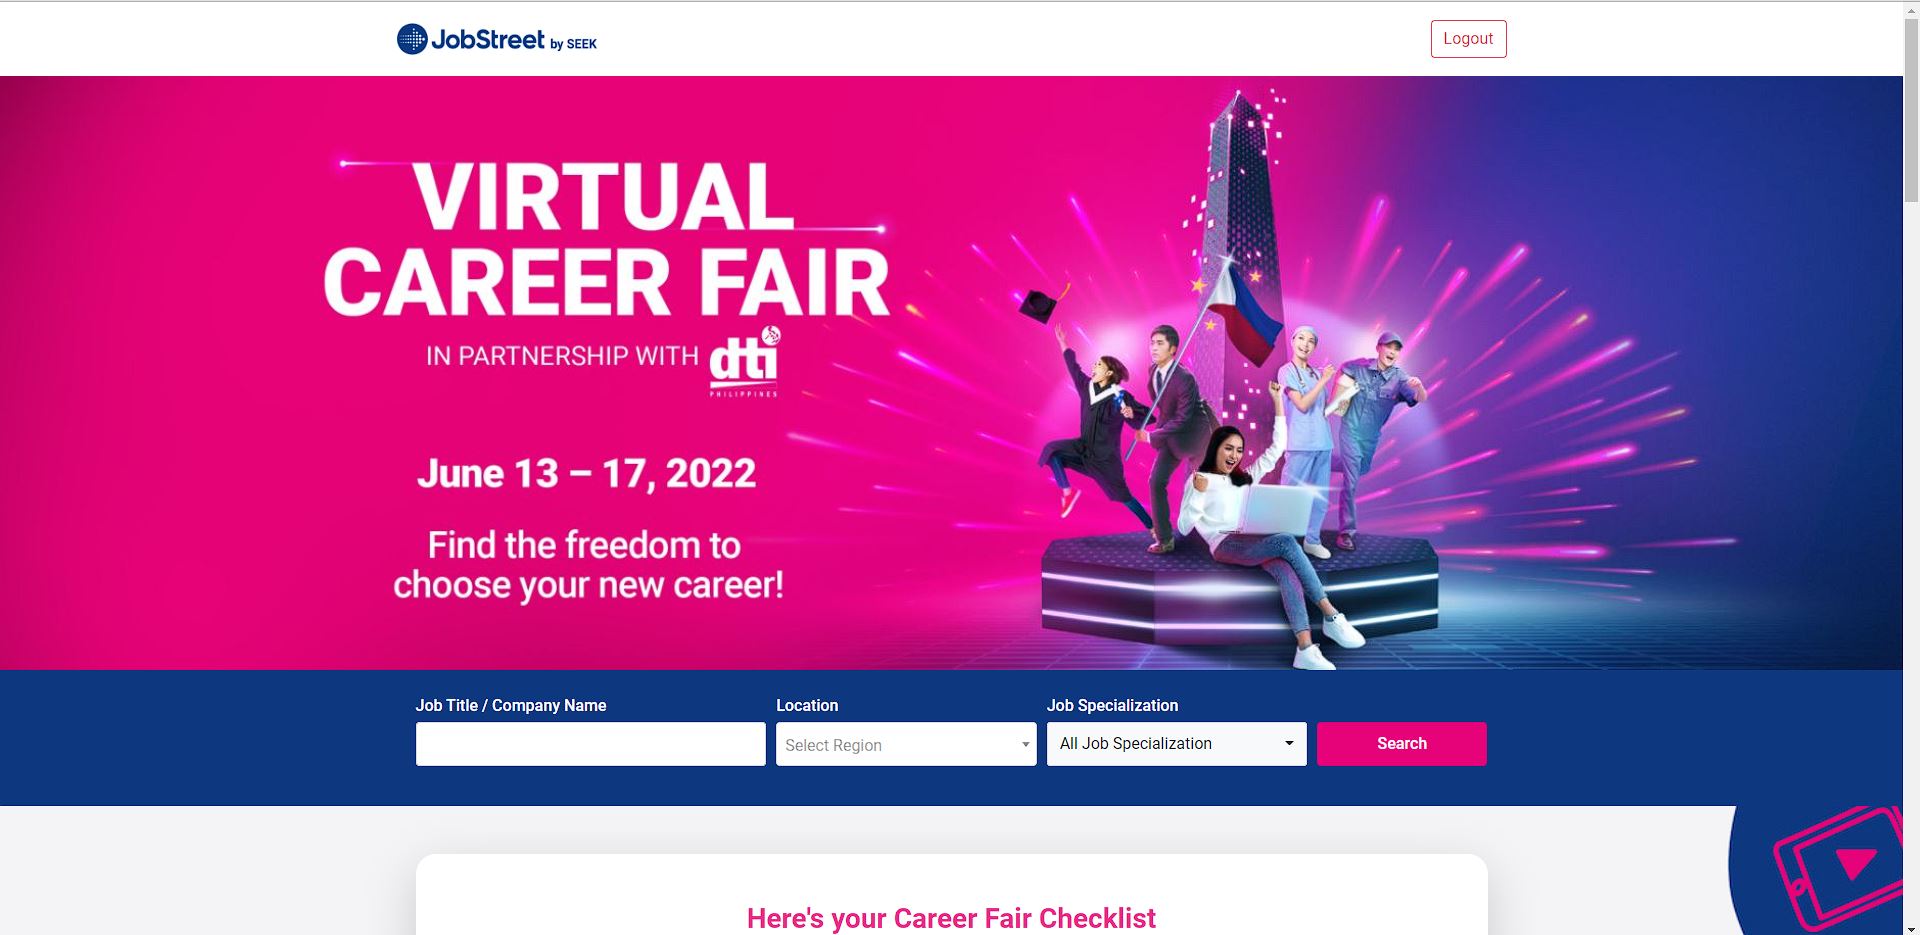 JobStreet by SEEK
Logout
VIRTUAL
CAREER FAIR
IN PARTNERSHIP WITH dti
PHILIPPINES
June 13 – 17, 2022
Find the freedom to
choose your new career!
Job Title / Company Name
Location
Job Specialization
Select Region
All Job Specialization
Search
Here's your Career Fair Checklist